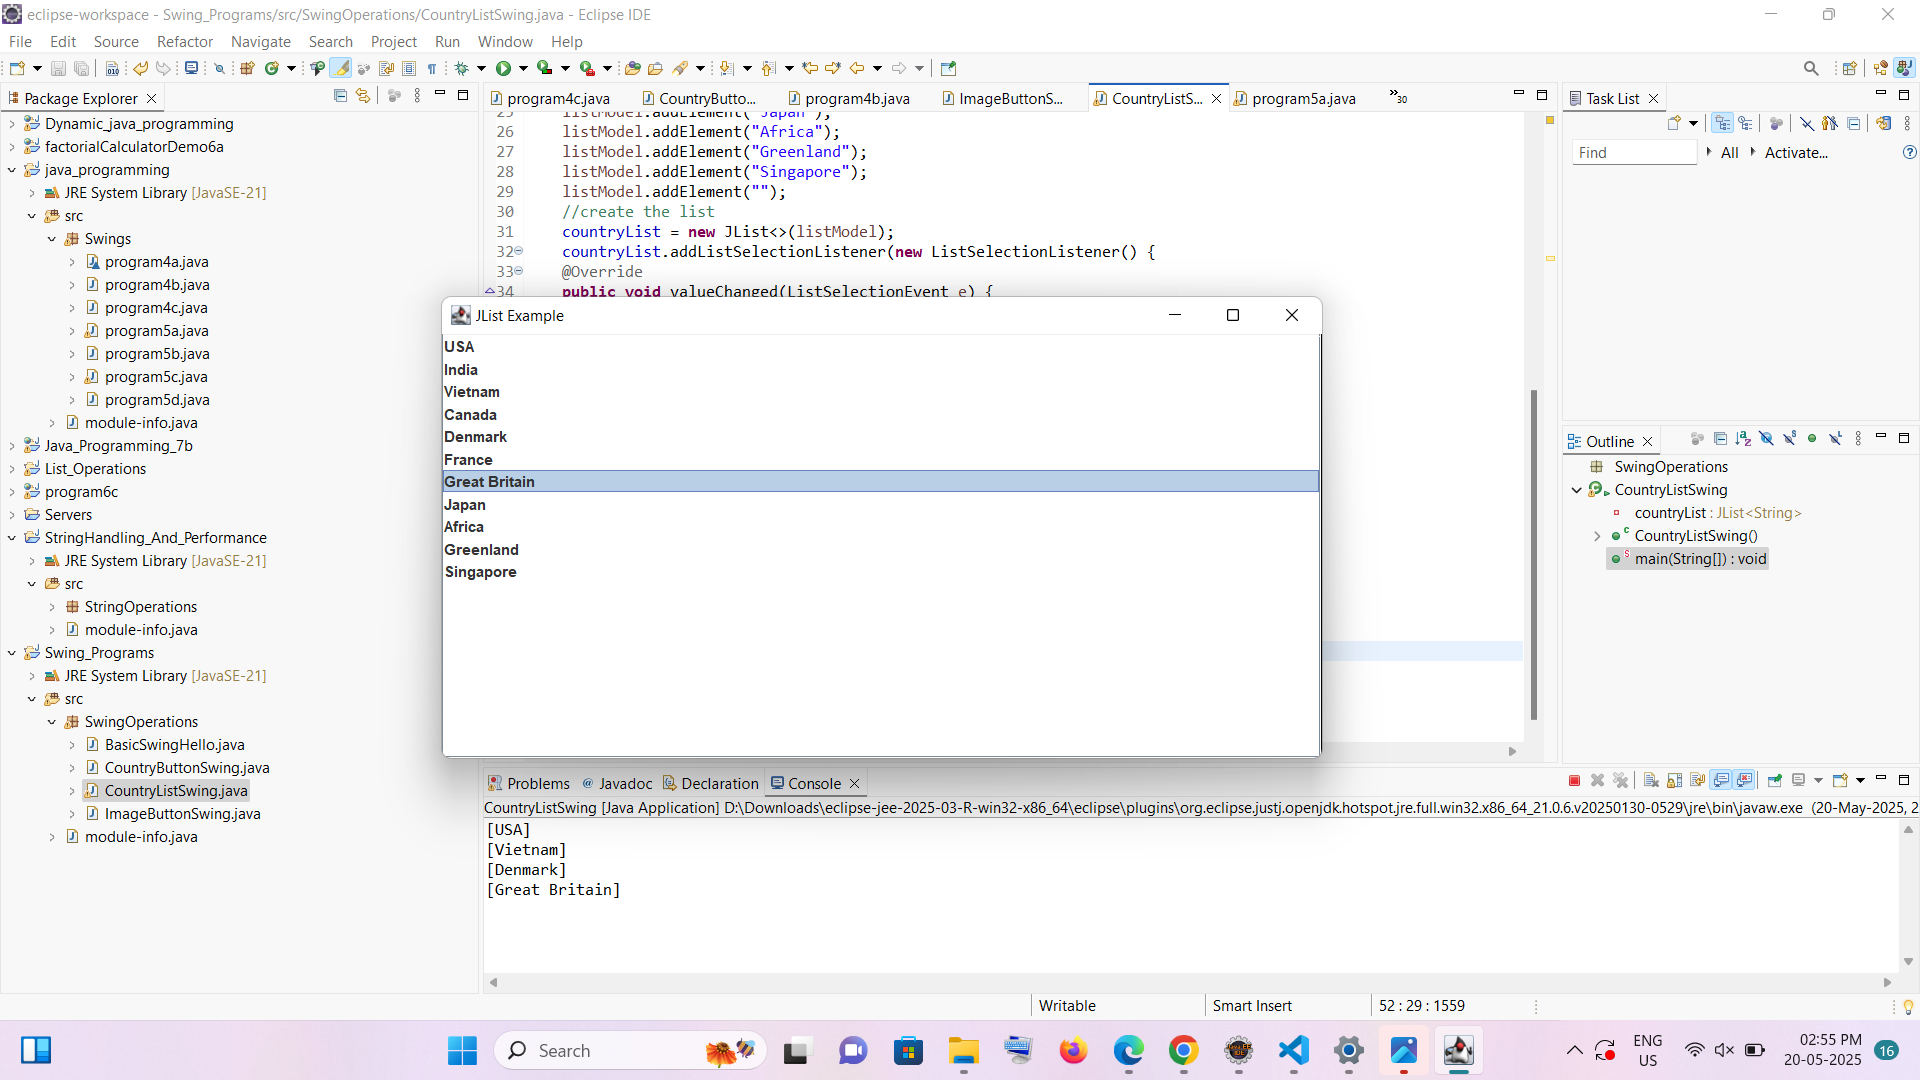 eclipse-workspace - Swing_Programs/src/SwingOperations/CountryListSwing.java - Eclipse IDE
File Edit Source Refactor Navigate Search Project Run Window Help
Package Explorer
Dynamic_java_programming
factorialCalculatorDemo6a
java_programming
JRE System Library [JavaSE-21]
src
Swings
program4a.java
program4b.java
program4c.java
program5a.java
program5b.java
program5c.java
program5d.java
module-info.java
Java_Programming_7b
List_Operations
program6c
Servers
StringHandling_And_Performance
JRE System Library [JavaSE-21]
src
StringOperations
module-info.java
Swing_Programs
JRE System Library [JavaSE-21]
src
SwingOperations
BasicSwingHello.java
CountryButtonSwing.java
CountryListSwing.java
ImageButtonSwing.java
module-info.java
program4c.java CountryButto... program4b.java ImageButtonS... CountryListS... program5a.java »30
25 listModel.addElement("Japan");
26 listModel.addElement("Africa");
27 listModel.addElement("Greenland");
28 listModel.addElement("Singapore");
29 listModel.addElement("");
30 //create the list
31 countryList = new JList<>(listModel);
32 countryList.addListSelectionListener(new ListSelectionListener() {
33 @Override
34 public void valueChanged(ListSelectionEvent e) {
JList Example
USA
India
Vietnam
Canada
Denmark
France
Great Britain
Japan
Africa
Greenland
Singapore
Problems Javadoc Declaration Console
CountryListSwing [Java Application] D:\Downloads\eclipse-jee-2025-03-R-win32-x86_64\eclipse\plugins\org.eclipse.justj.openjdk.hotspot.jre.full.win32.x86_64_21.0.6.v20250130-0529\jre\bin\javaw.exe (20-May-2025, 2
[USA]
[Vietnam]
[Denmark]
[Great Britain]
Task List
Find All Activate...
Outline
SwingOperations
CountryListSwing
countryList : JList<String>
CountryListSwing()
main(String[]) : void
Writable Smart Insert 52 : 29 : 1559
Search
ENG
US
02:55 PM
20-05-2025
16